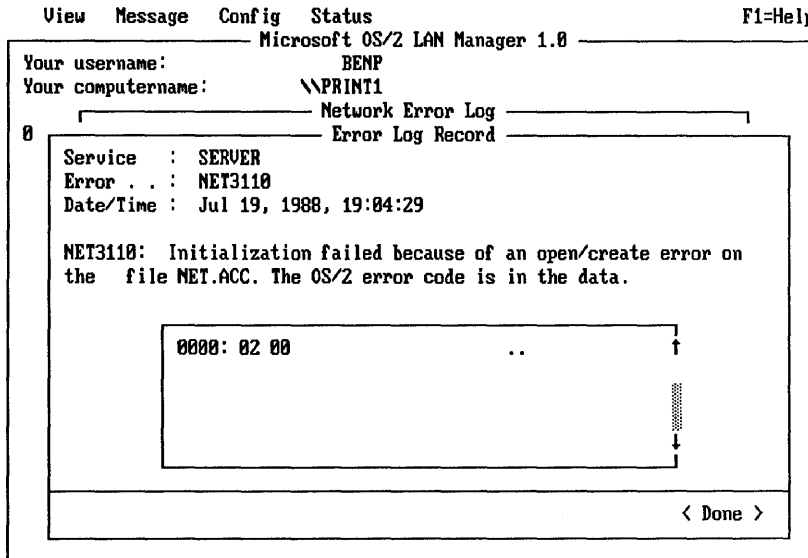 View Message Config Status F1=Help
Microsoft OS/2 LAN Manager 1.0
Your username: BENP
Your computername: \\PRINT1
Network Error Log
0 Error Log Record
Service : SERVER
Error . . : NET3110
Date/Time : Jul 19, 1988, 19:04:29
NET3110: Initialization failed because of an open/create error on
the file NET.ACC. The OS/2 error code is in the data.
0000: 02 00 ..
< Done >